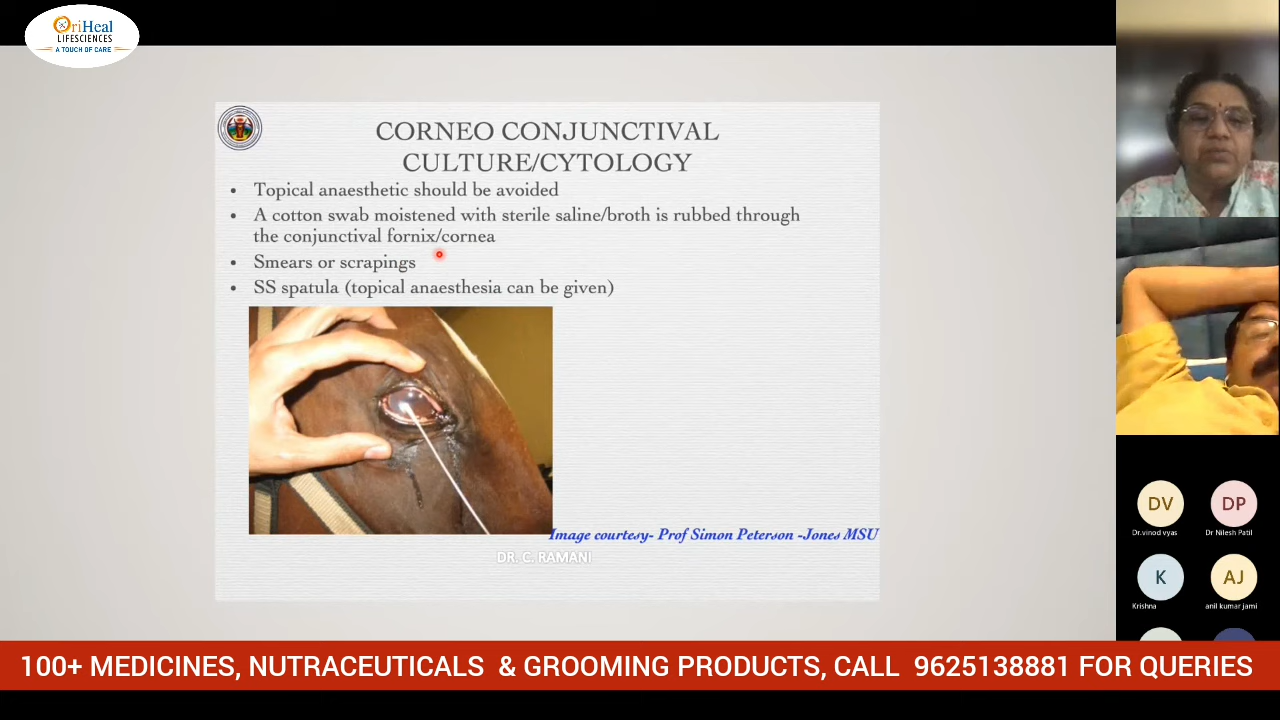 OriHeal
LIFESCIENCES
A TOUCH OF CARE
CORNEO CONJUNCTIVAL
CULTURE/CYTOLOGY
• Topical anaesthetic should be avoided
• A cotton swab moistened with sterile saline/broth is rubbed through
the conjunctival fornix/cornea
• Smears or scrapings
• SS spatula (topical anaesthesia can be given)
Image courtesy- Prof Simon Peterson -Jones MSU
DR. C. RAMANI
DV
DP
Dr.vinod vyas
Dr Nilesh Patil
K
AJ
Krishna
anil kumar jami
100+ MEDICINES, NUTRACEUTICALS & GROOMING PRODUCTS, CALL 9625138881 FOR QUERIES